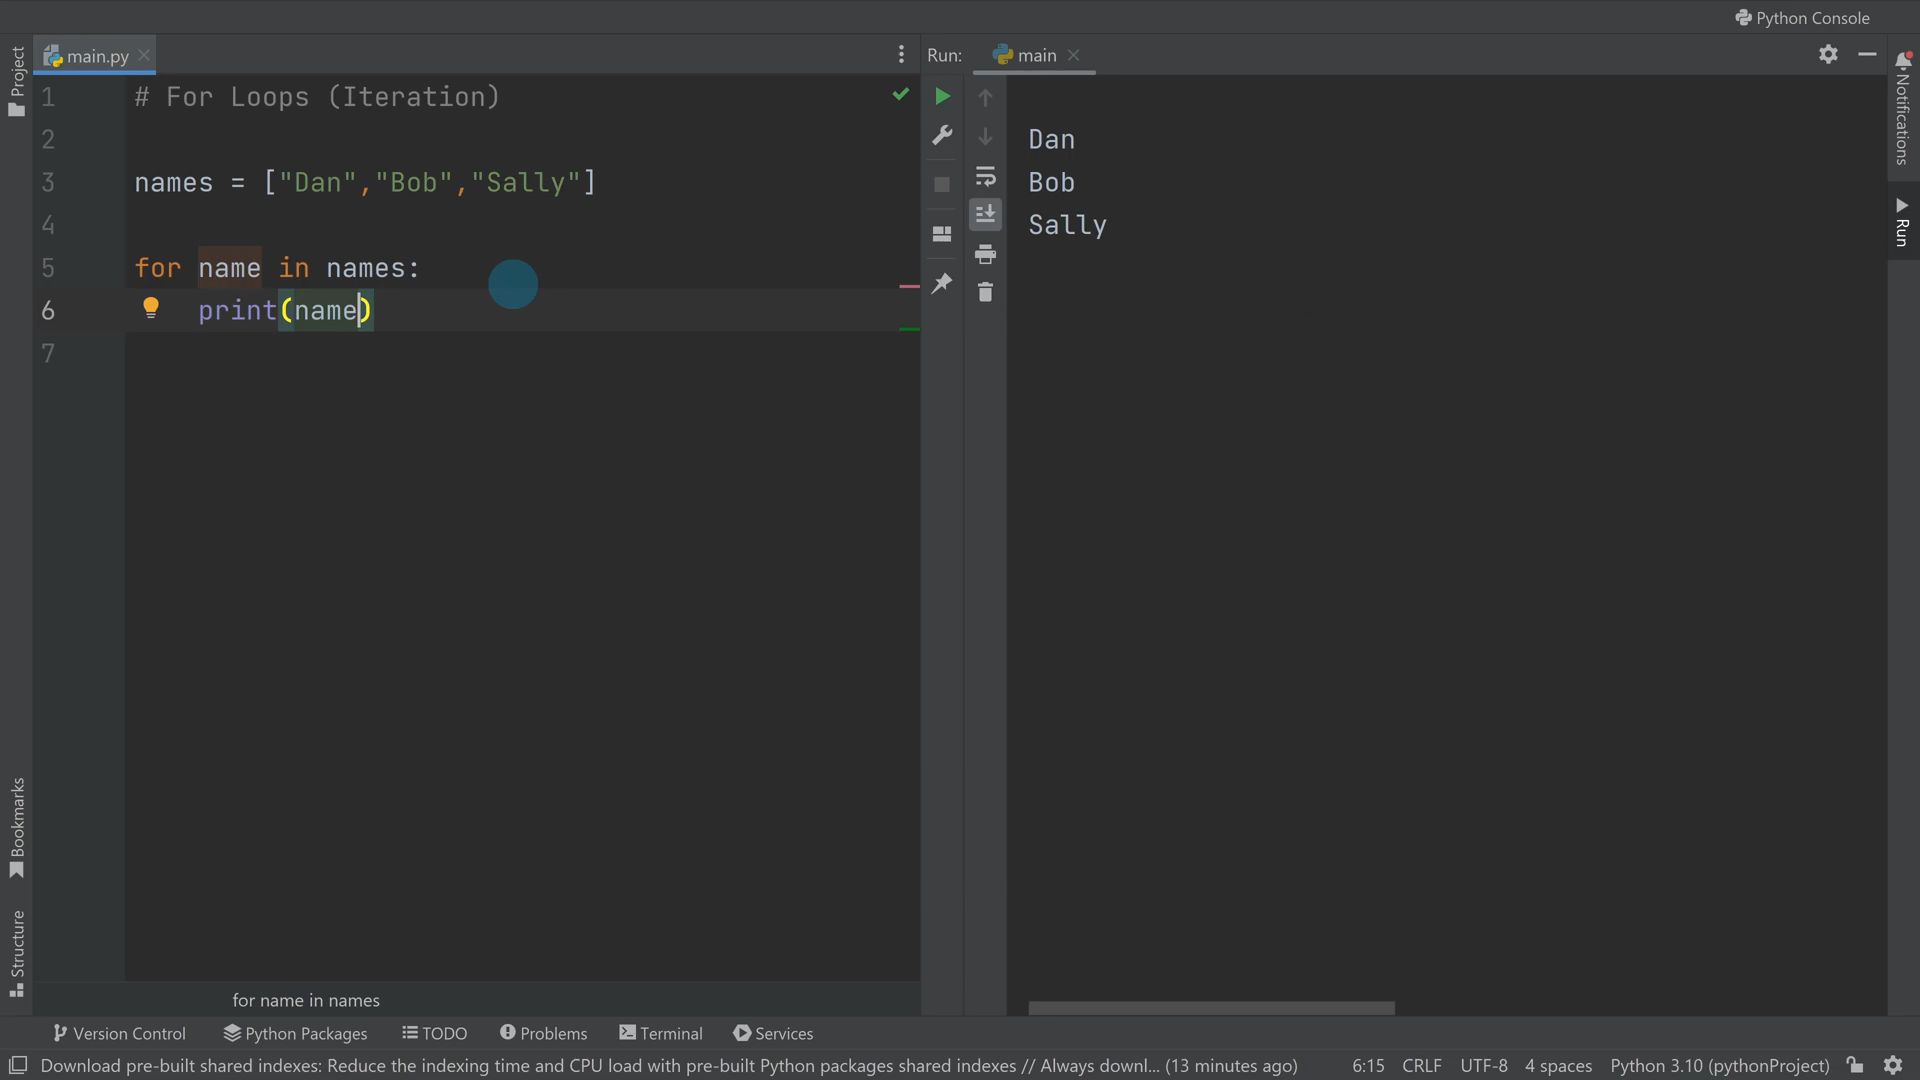 Python Console
Project
main.py
Run:
main
Notifications
Run
1 # For Loops (Iteration)
2
3 names = ["Dan","Bob","Sally"]
4
5 for name in names:
6 print(name)
7
Dan
Bob
Sally
Bookmarks
Structure
for name in names
Version Control
Python Packages
TODO
Problems
Terminal
Services
Download pre-built shared indexes: Reduce the indexing time and CPU load with pre-built Python packages shared indexes // Always downl... (13 minutes ago)
6:15
CRLF
UTF-8
4 spaces
Python 3.10 (pythonProject)